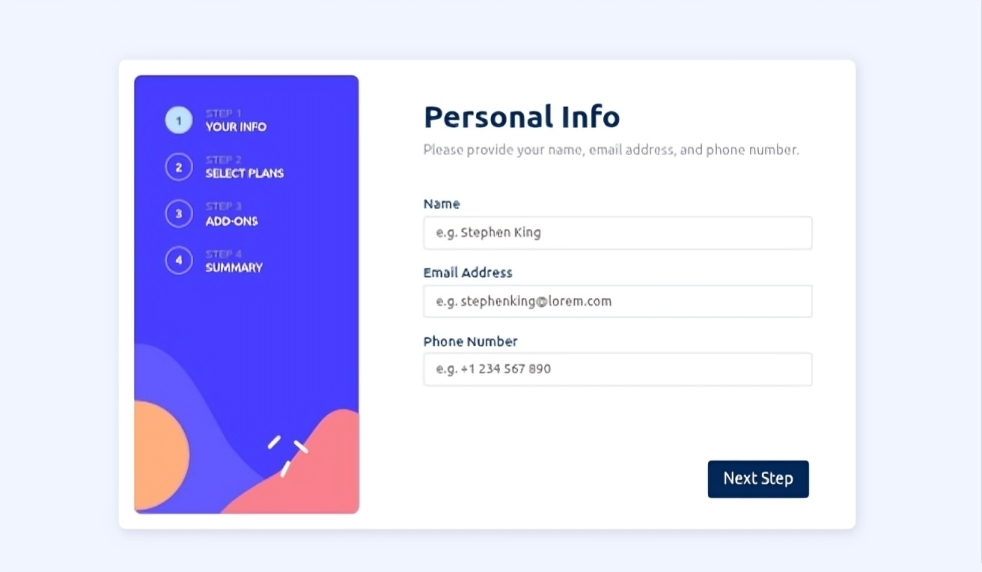 1
STEP 1
YOUR INFO
2
STEP 2
SELECT PLANS
3
STEP 3
ADD-ONS
4
STEP 4
SUMMARY
Personal Info
Please provide your name, email address, and phone number.
Name
e.g. Stephen King
Email Address
e.g. stephenking@lorem.com
Phone Number
e.g. +1 234 567 890
Next Step